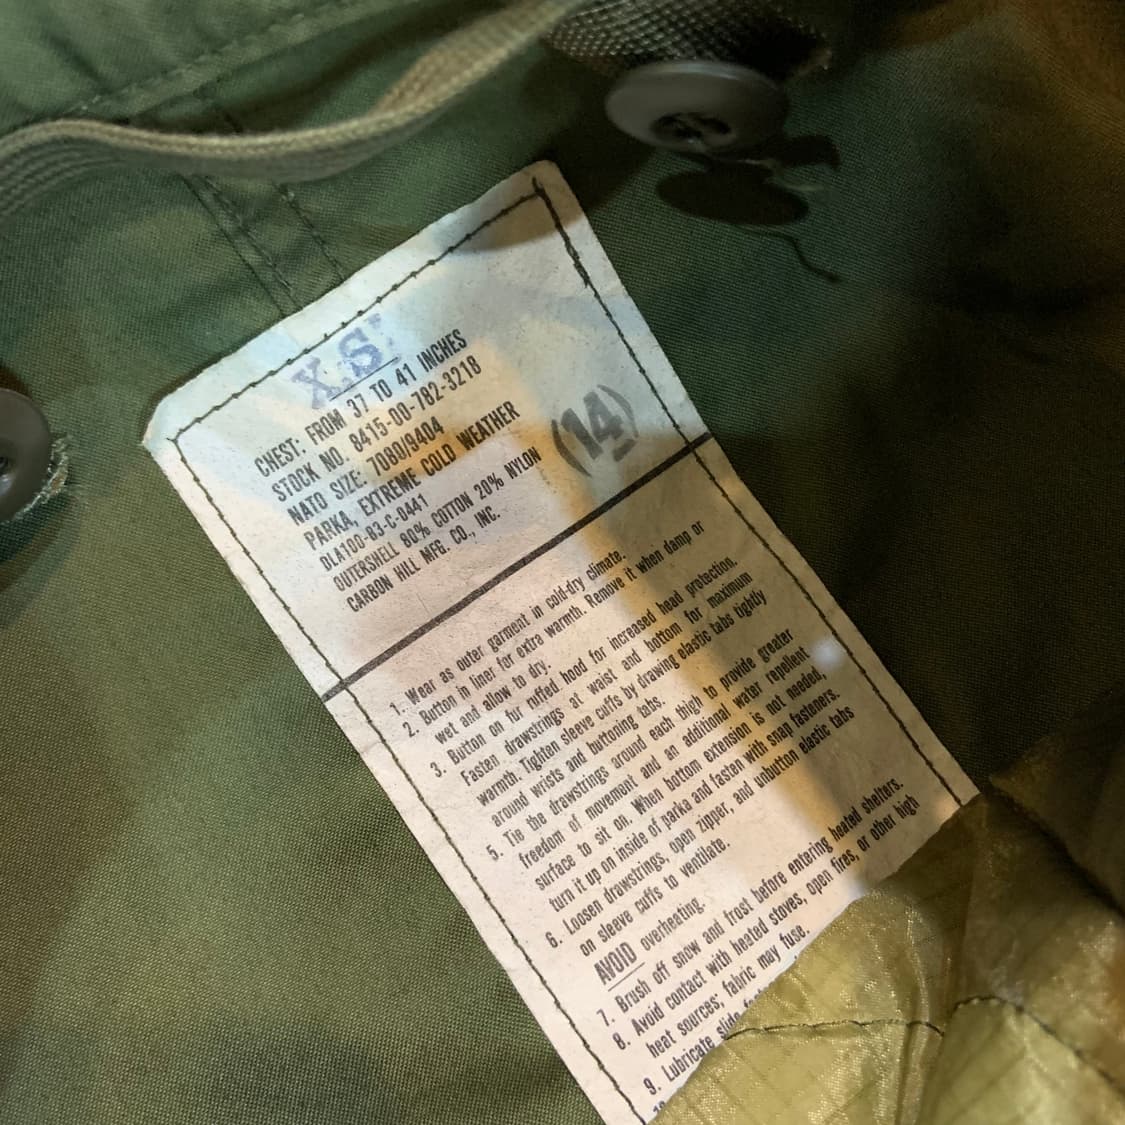 X.S.
CHEST: FROM 37 TO 41 INCHES
STOCK NO. 8415-00-782-3218
NATO SIZE: 7080/9404
PARKA, EXTREME COLD WEATHER
DLA100-83-C-0441
OUTERSHELL 80% COTTON 20% NYLON
CARBON HILL MFG. CO., INC.
(14)
1. Wear as outer garment in cold-dry climate.
2. Button in liner for extra warmth. Remove it when damp or
wet and allow to dry.
3. Button on fur ruffed hood for increased head protection.
Fasten drawstrings at waist and bottom for maximum
warmth. Tighten sleeve cuffs by drawing elastic tabs tightly
around wrists and buttoning tabs.
5. Tie the drawstrings around each thigh to provide greater
freedom of movement and an additional water repellent
surface to sit on. When bottom extension is not needed,
turn it up on inside of parka and fasten with snap fasteners.
6. Loosen drawstrings, open zipper, and unbutton elastic tabs
on sleeve cuffs to ventilate.
AVOID overheating.
7. Brush off snow and frost before entering heated shelters.
8. Avoid contact with heated stoves, open fires, or other high
heat sources; fabric may fuse.
9. Lubricate slide